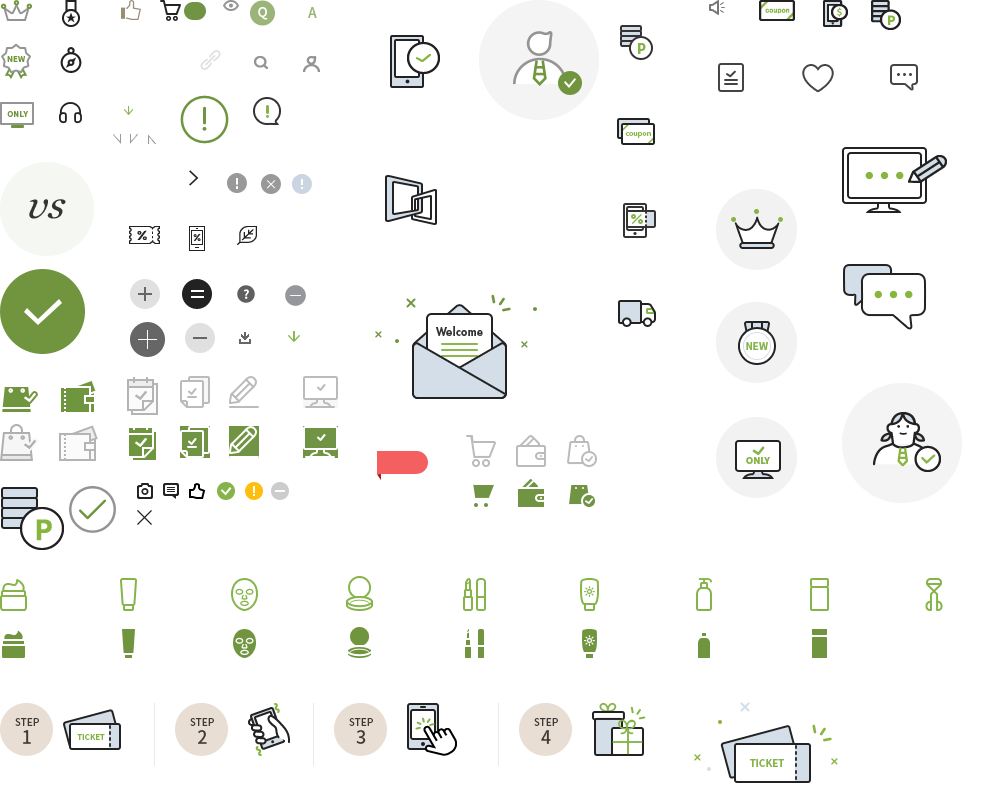 Q
A
$
coupon
P
NEW
P
ONLY
!
!
coupon
vs
!
!
%
%
%
?
Welcome
NEW
ONLY
P
!
STEP
1
TICKET
STEP
2
STEP
3
STEP
4
TICKET